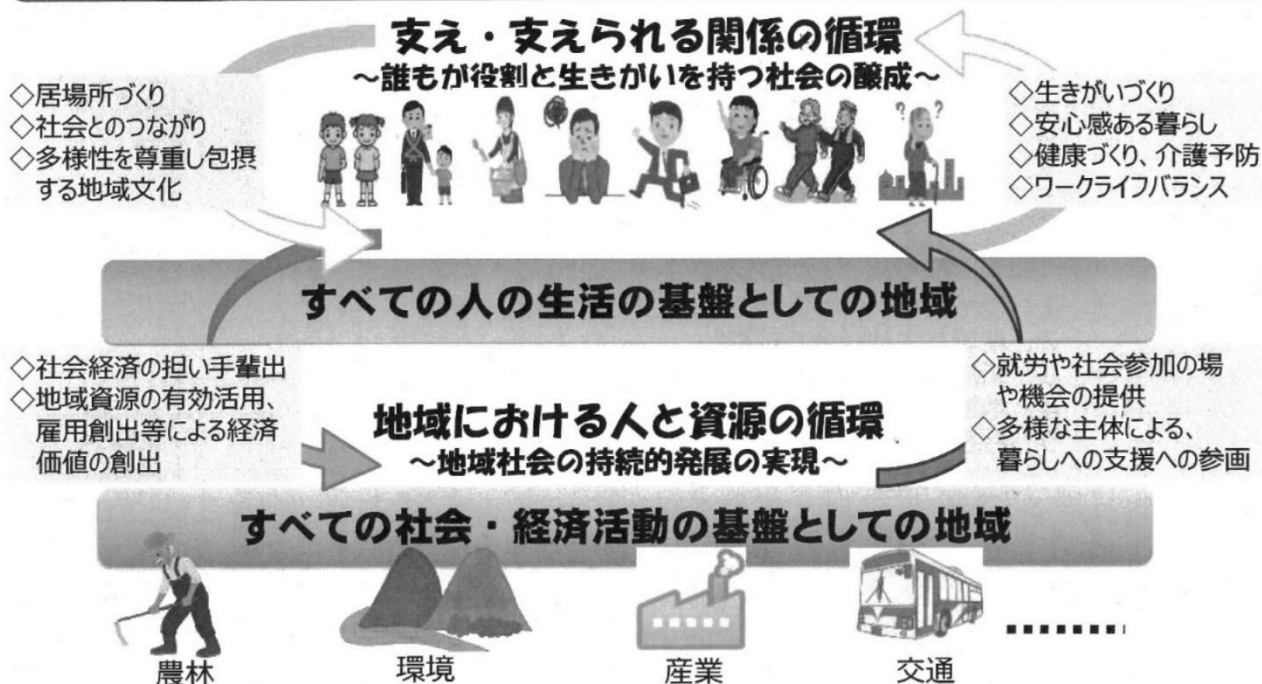 支え・支えられる関係の循環
~誰もが役割と生きがいを持つ社会の醸成~
◇居場所づくり
◇社会とのつながり
◇多様性を尊重し包摂
する地域文化
◇生きがいづくり
◇安心感ある暮らし
◇健康づくり、介護予防
◇ワークライフバランス
? ?
すべての人の生活の基盤としての地域
◇社会経済の担い手輩出
◇地域資源の有効活用、
雇用創出等による経済
価値の創出
地域における人と資源の循環
~地域社会の持続的発展の実現~
◇就労や社会参加の場
や機会の提供
◇多様な主体による、
暮らしへの支援への参画
すべての社会・経済活動の基盤としての地域
農林
環境
産業
交通